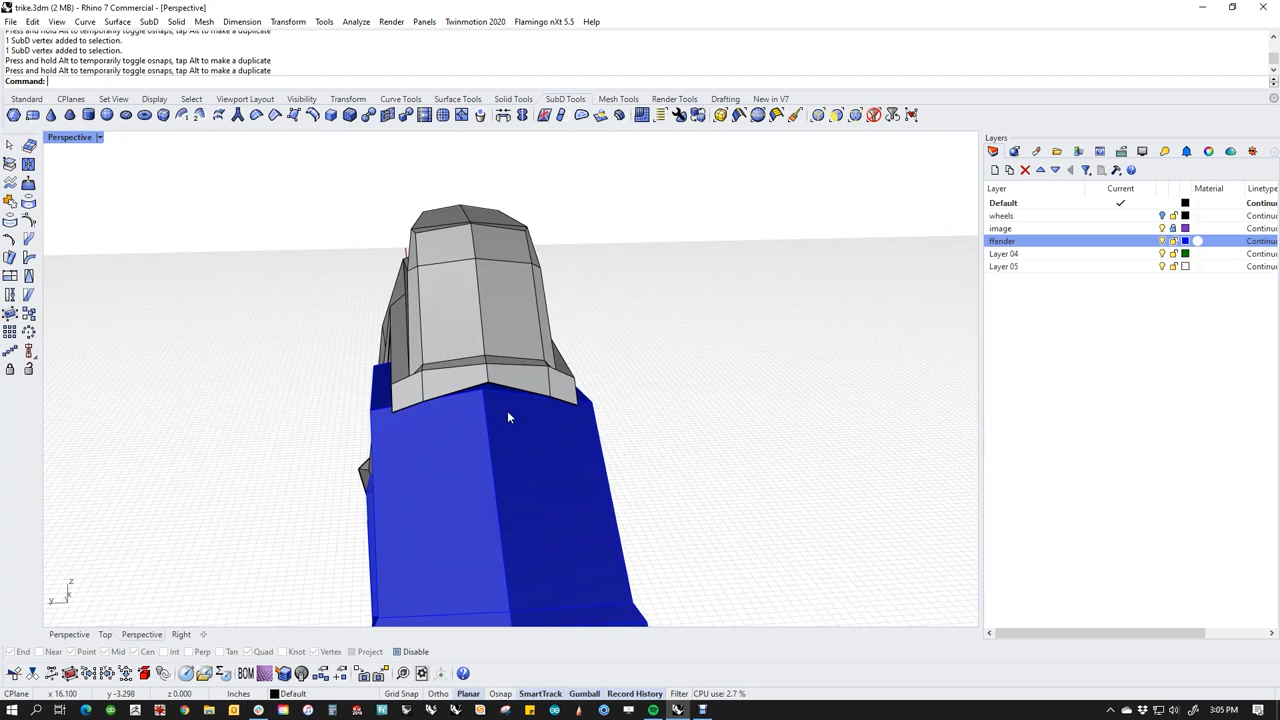 trike.3dm (2 MB) - Rhino 7 Commercial - [Perspective]
File Edit View Curve Surface SubD Solid Mesh Dimension Transform Tools Analyze Render Panels Twinmotion 2020 Flamingo nXt 5.5 Help
Press and hold Alt to temporarily toggle osnaps, tap Alt to make a duplicate
1 SubD vertex added to selection.
1 SubD vertex added to selection.
Press and hold Alt to temporarily toggle osnaps, tap Alt to make a duplicate
Press and hold Alt to temporarily toggle osnaps, tap Alt to make a duplicate
Command:
Standard CPlanes Set View Display Select Viewport Layout Visibility Transform Curve Tools Surface Tools Solid Tools SubD Tools Mesh Tools Render Tools Drafting New in V7
Perspective
Layers
Layer Current Material Linetype
Default Continuc
wheels Continuc
image Continuc
ffender Continuc
Layer 04 Continuc
Layer 05 Continuc
z
y x
Perspective Top Perspective Right
End Near Point Mid Cen Int Perp Tan Quad Knot Vertex Project Disable
BOM
CPlane x 16.100 y -3.298 z 0.000 Inches Default Grid Snap Ortho Planar Osnap SmartTrack Gumball Record History Filter CPU use: 2.7 %
3:05 PM